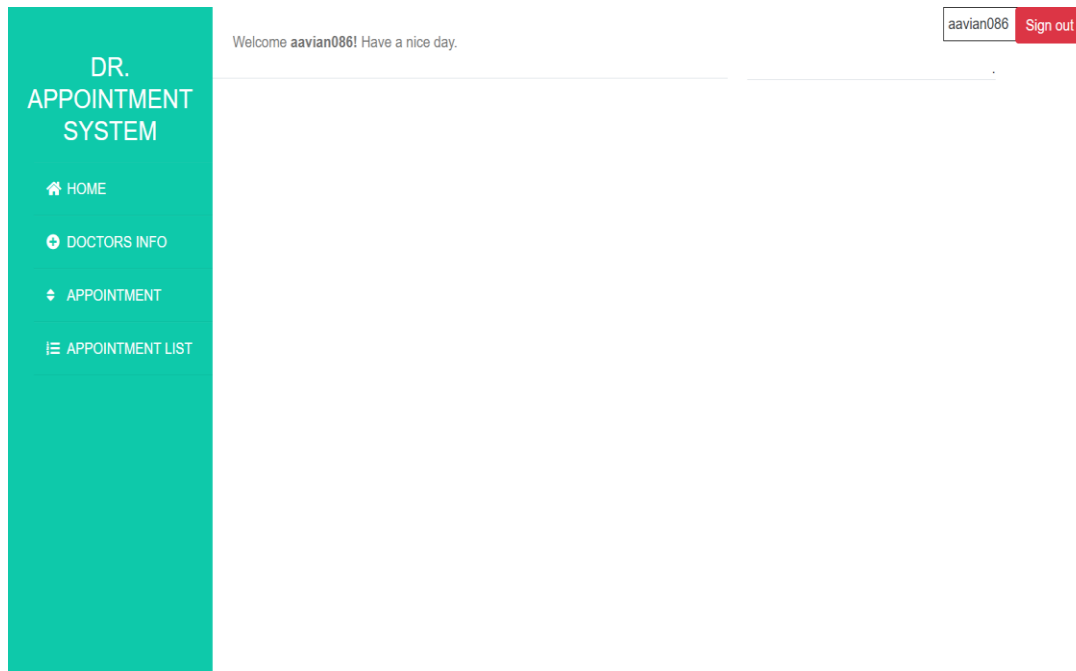 DR.
APPOINTMENT
SYSTEM
HOME
DOCTORS INFO
APPOINTMENT
APPOINTMENT LIST
Welcome aavian086! Have a nice day.
aavian086 Sign out
.